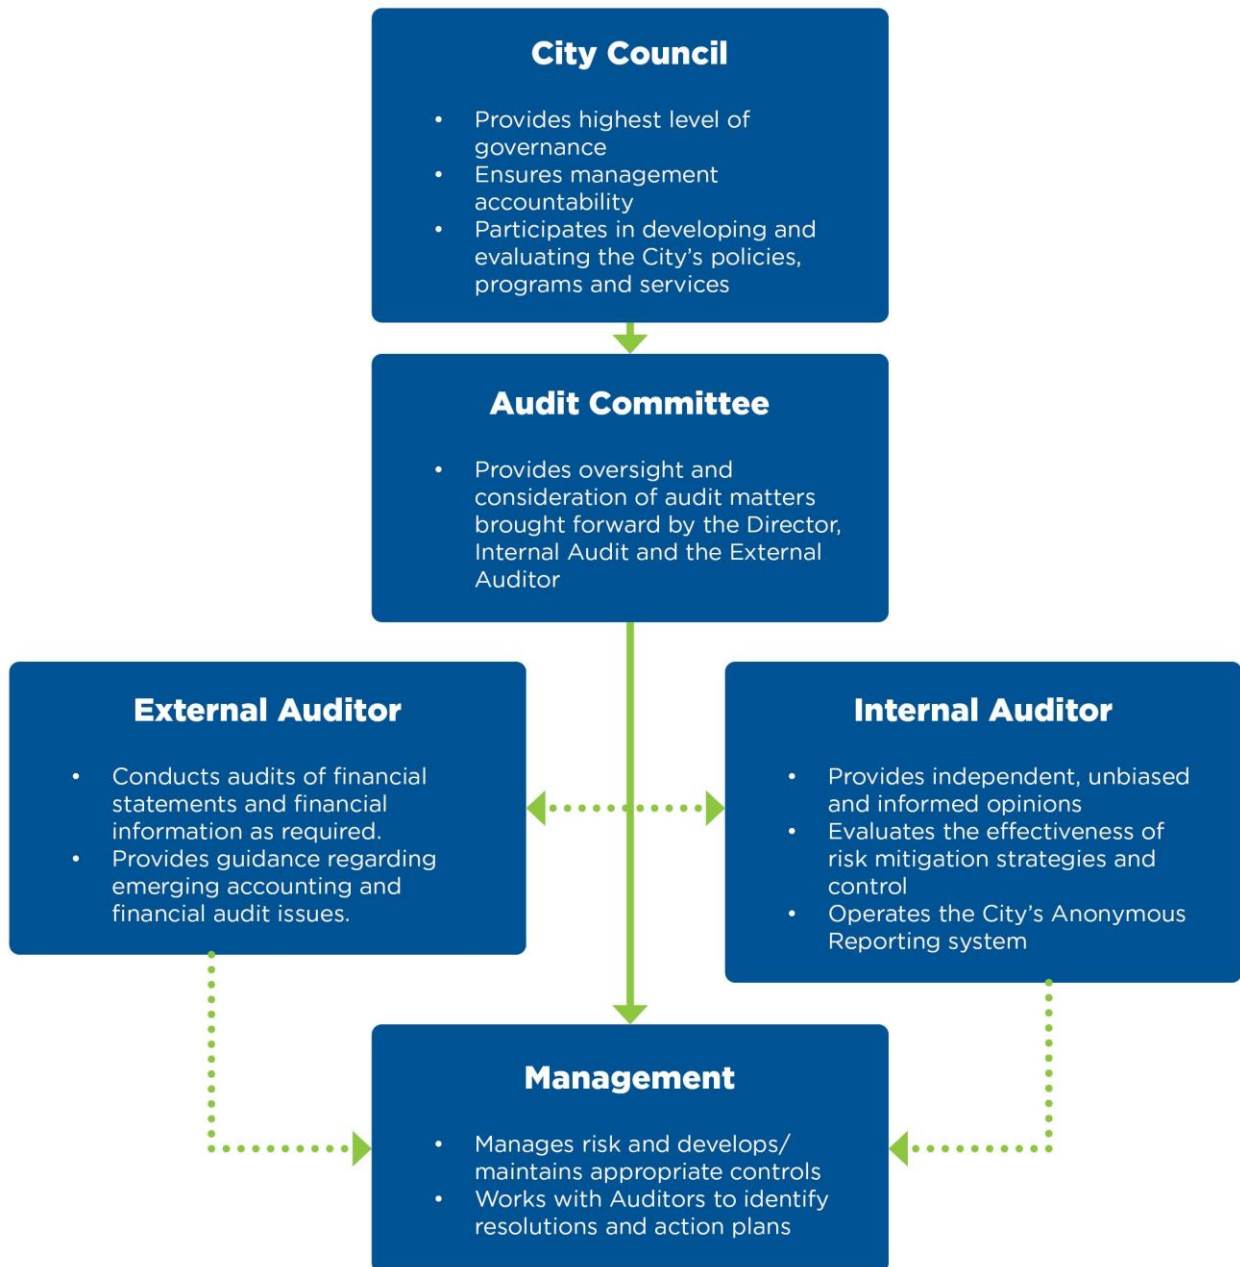 City Council
• Provides highest level of
governance
• Ensures management
accountability
• Participates in developing and
evaluating the City’s policies,
programs and services
Audit Committee
• Provides oversight and
consideration of audit matters
brought forward by the Director,
Internal Audit and the External
Auditor
External Auditor
• Conducts audits of financial
statements and financial
information as required.
• Provides guidance regarding
emerging accounting and
financial audit issues.
Internal Auditor
• Provides independent, unbiased
and informed opinions
• Evaluates the effectiveness of
risk mitigation strategies and
control
• Operates the City’s Anonymous
Reporting system
Management
• Manages risk and develops/
maintains appropriate controls
• Works with Auditors to identify
resolutions and action plans